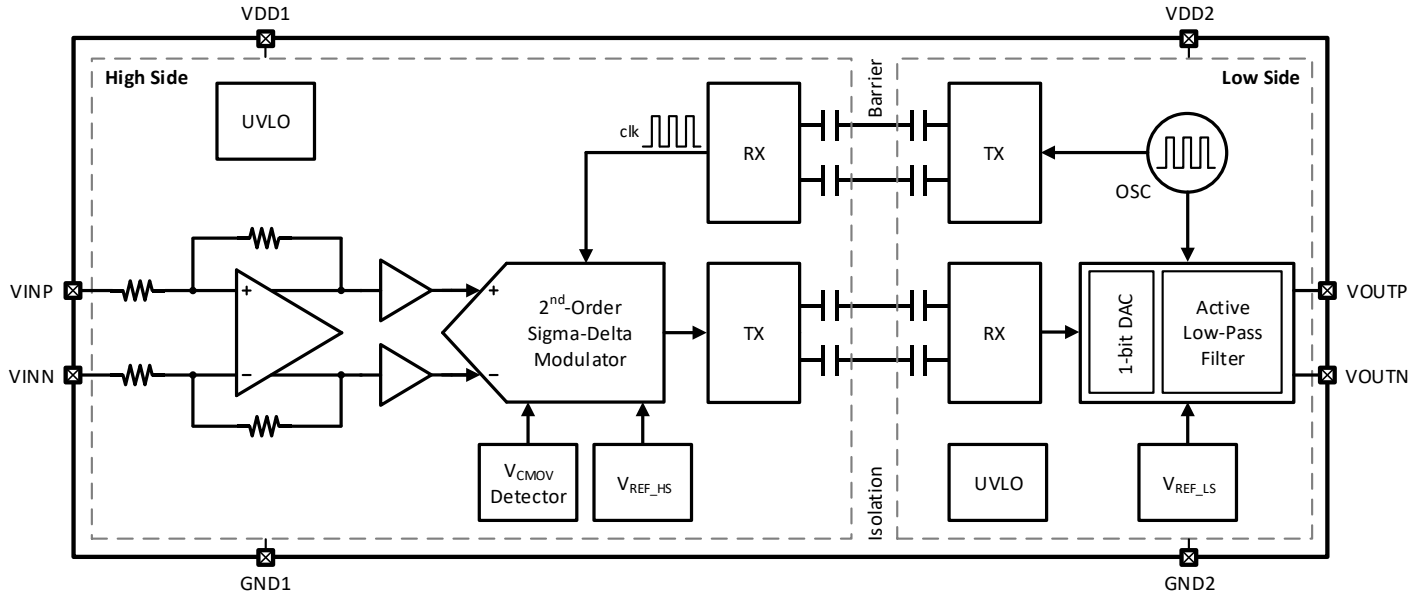 VDD1
VDD2
High Side
Barrier
Low Side
UVLO
clk
RX
TX
OSC
VINP
+
+
2nd-Order
Sigma-Delta
Modulator
TX
RX
1-bit DAC
Active
Low-Pass
Filter
VOUTP
VINN
−
−
VOUTN
VCMOV
Detector
VREF_HS
Isolation
UVLO
VREF_LS
GND1
GND2